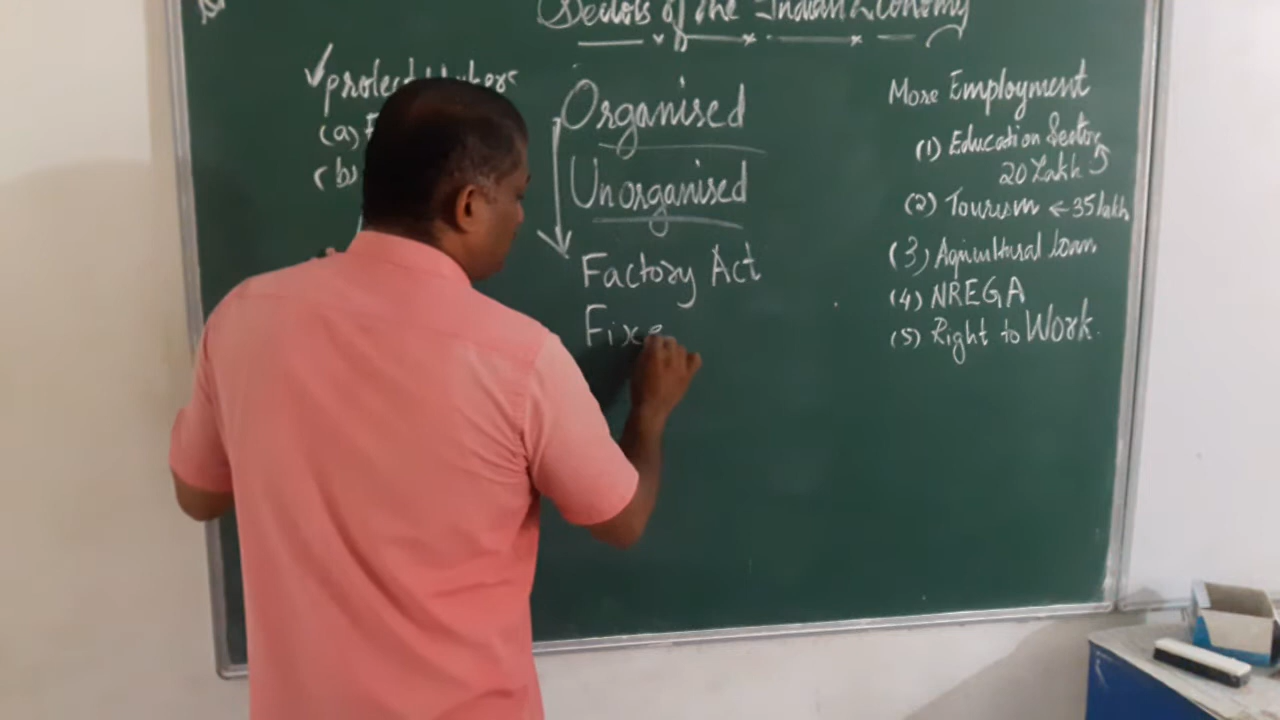 Sectors of the Indian Economy
protect
(a)
(b)
Organised
Unorganised
Factory Act
Fixe
More Employment
(1) Education Sector
20 Lakh
(2) Tourism ← 35 lakh
(3) Agricultural loan
(4) NREGA
(5) Right to Work.